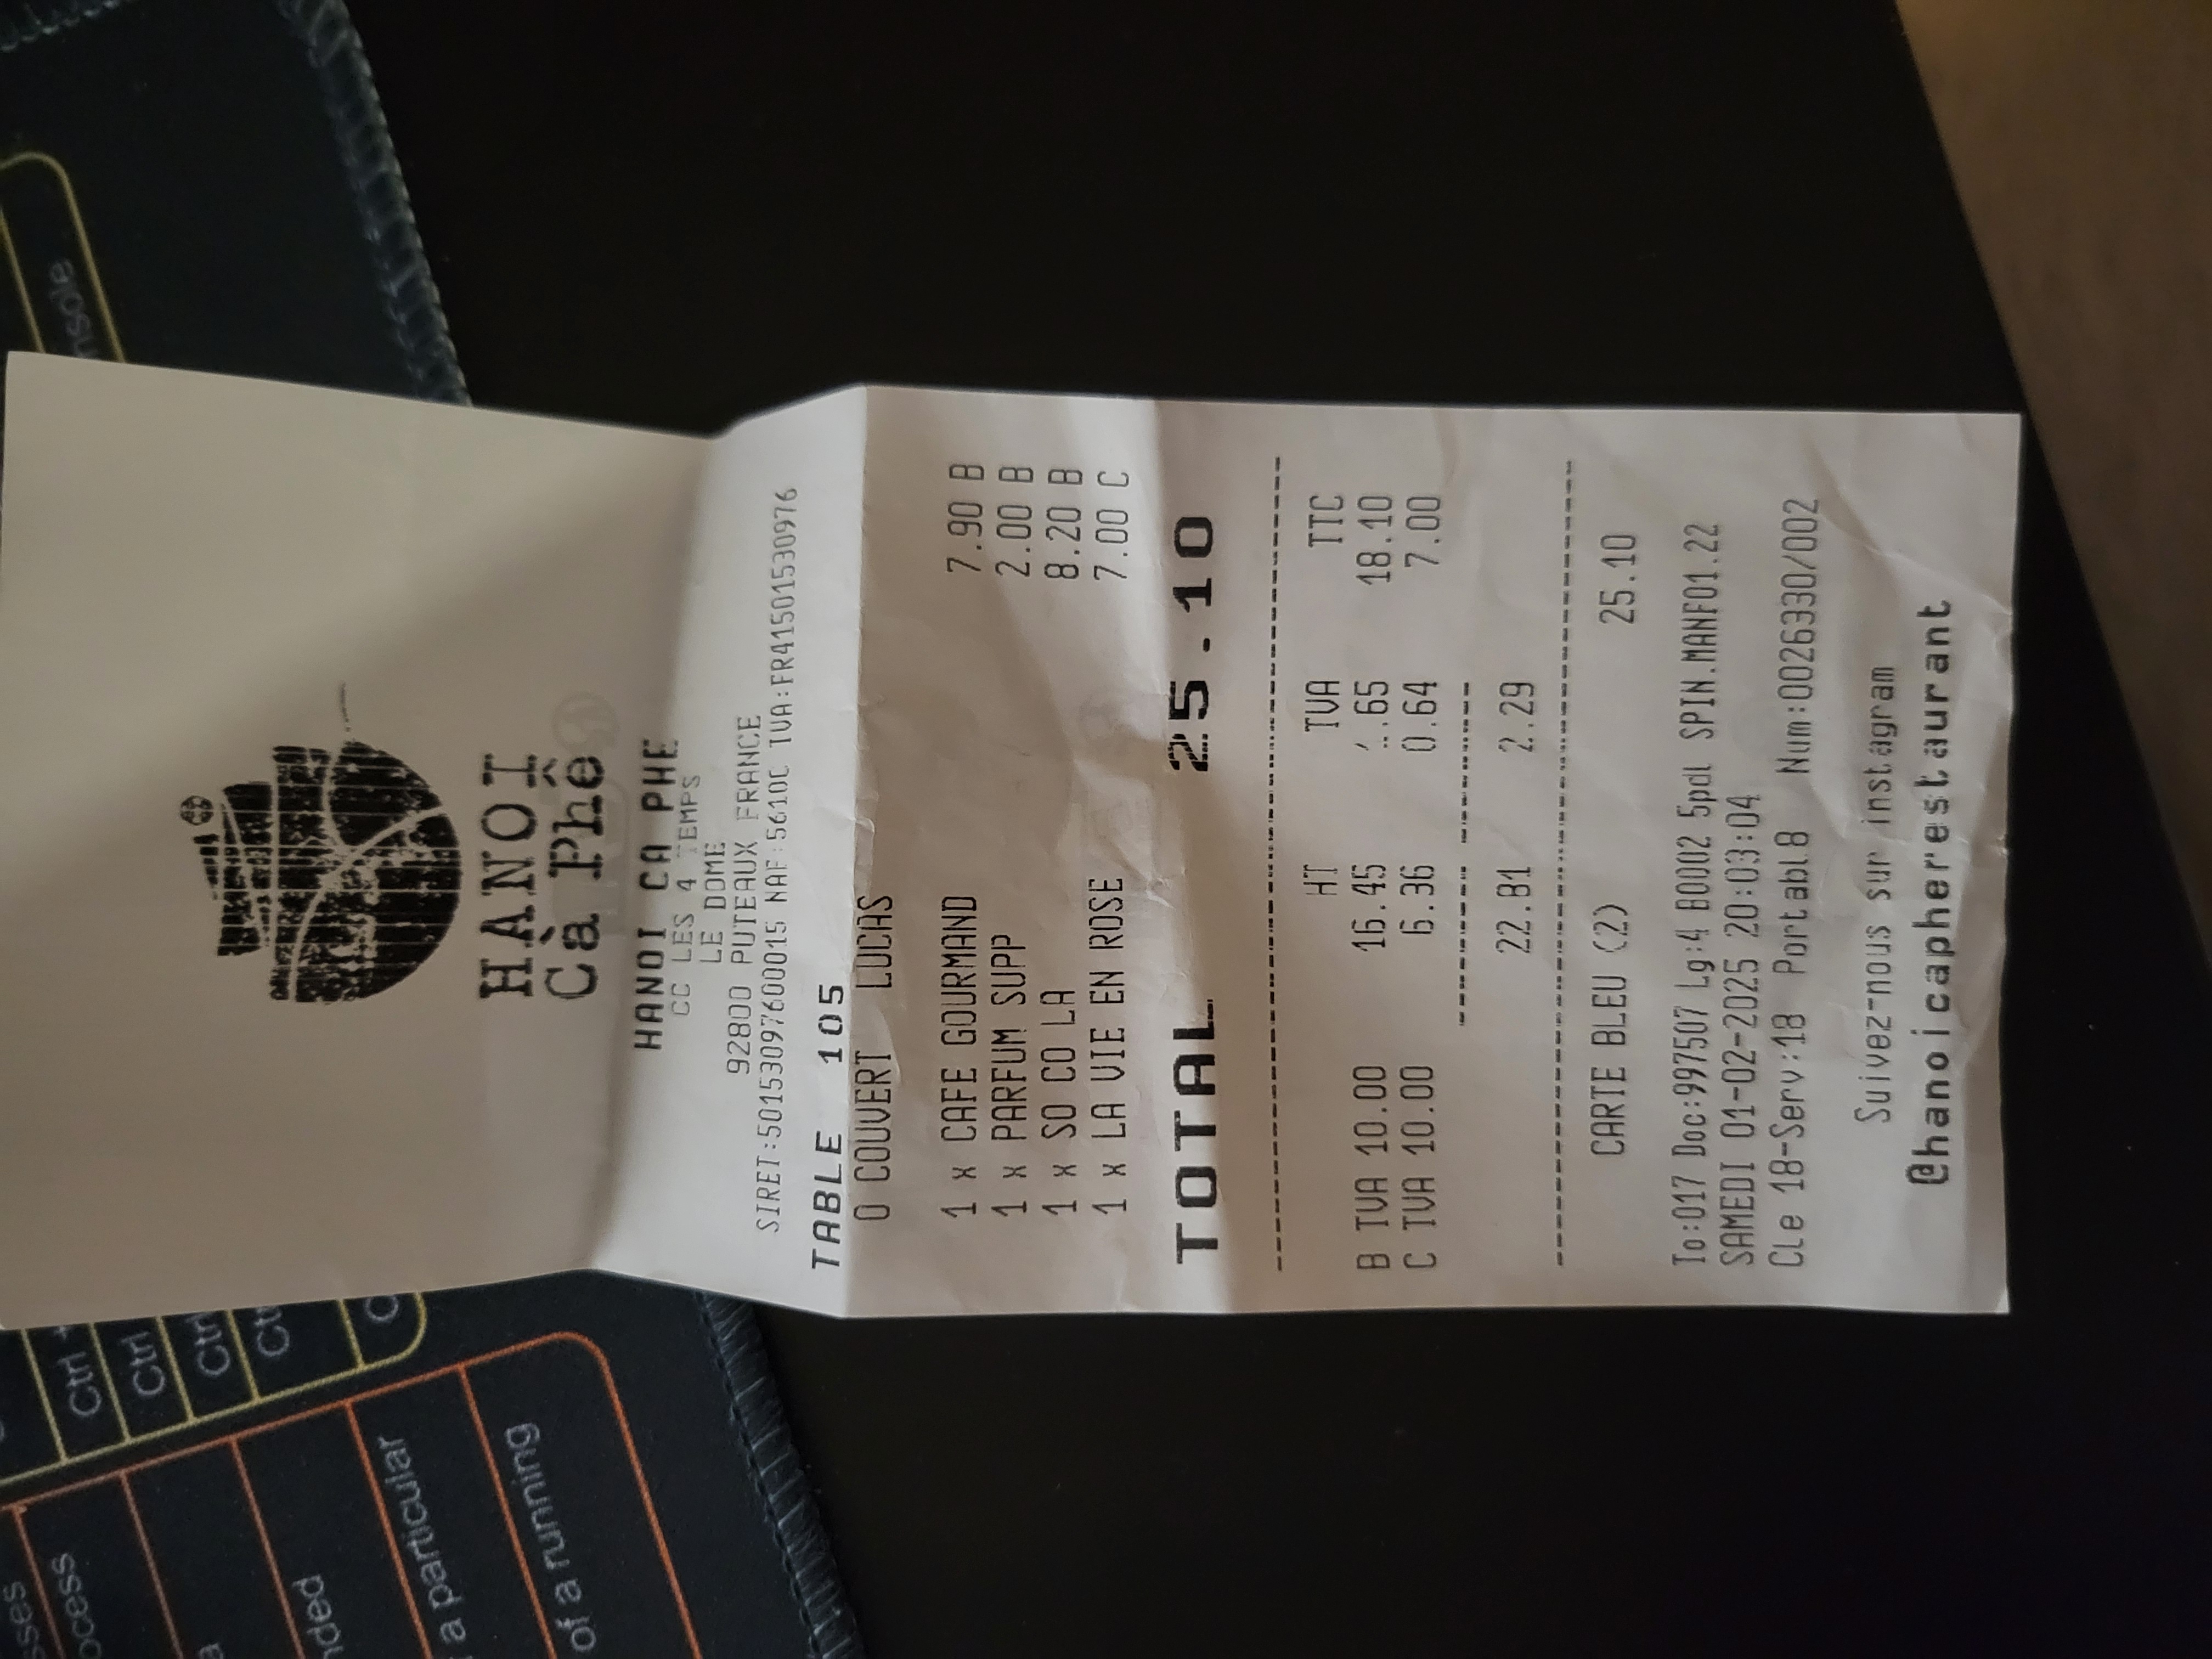 sses
ocess
a
nded
a particular
of a running
Ctrl +
Ctrl
Ctrl
nsole
HANOI
Cà Phê
HANOI CA PHE
CC LES 4 TEMPS
LE DOME
92800 PUTEAUX FRANCE
SIRET:50153097600015 NAF:5610C TVA:FR41501530976
TABLE 105
0 COUVERT LUCAS
1 x CAFE GOURMAND 7.90 B
1 x PARFUM SUPP 2.00 B
1 x SO CO LA 8.20 B
1 x LA VIE EN ROSE 7.00 C
TOTAL 25.10
HT TVA TTC
B TVA 10.00 16.45 1.65 18.10
C TVA 10.00 6.36 0.64 7.00
22.81 2.29
CARTE BLEU (2) 25.10
To:017 Doc:997507 Lg:4 B0002 5pdl SPIN.MANF01.22
SAMEDI 01-02-2025 20:03:04
Cle 18-Serv:18 Portabl 8 Num:0026330/002
Suivez-nous sur instagram
@hanoicapherestaurant